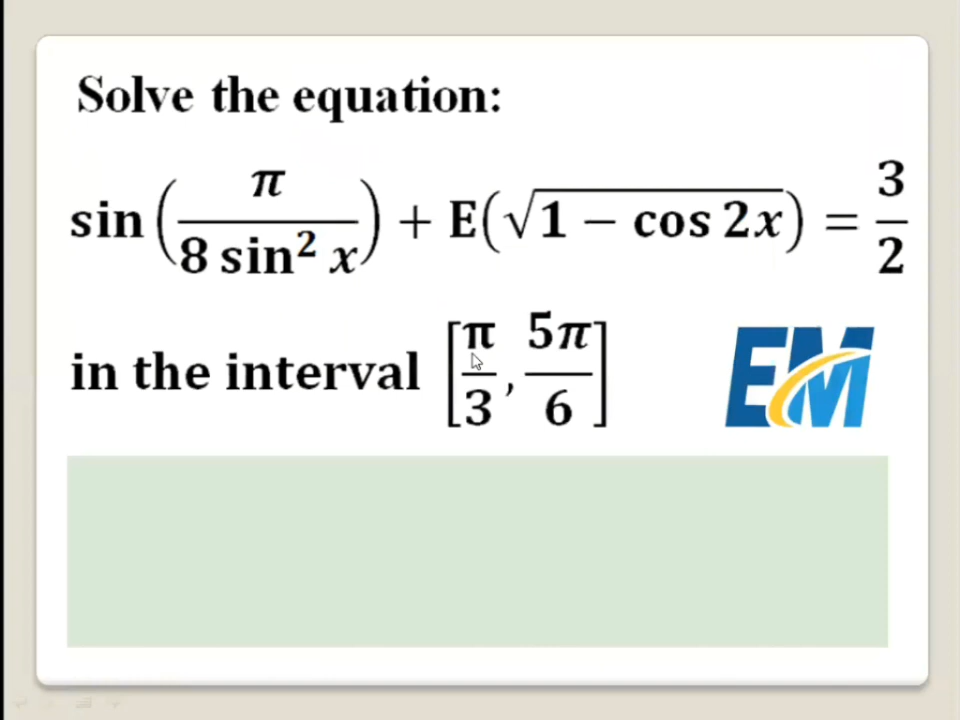 Solve the equation:
sin(π / (8 sin² x)) + E(√(1 − cos 2x)) = 3/2
in the interval [π/3, 5π/6]
EM